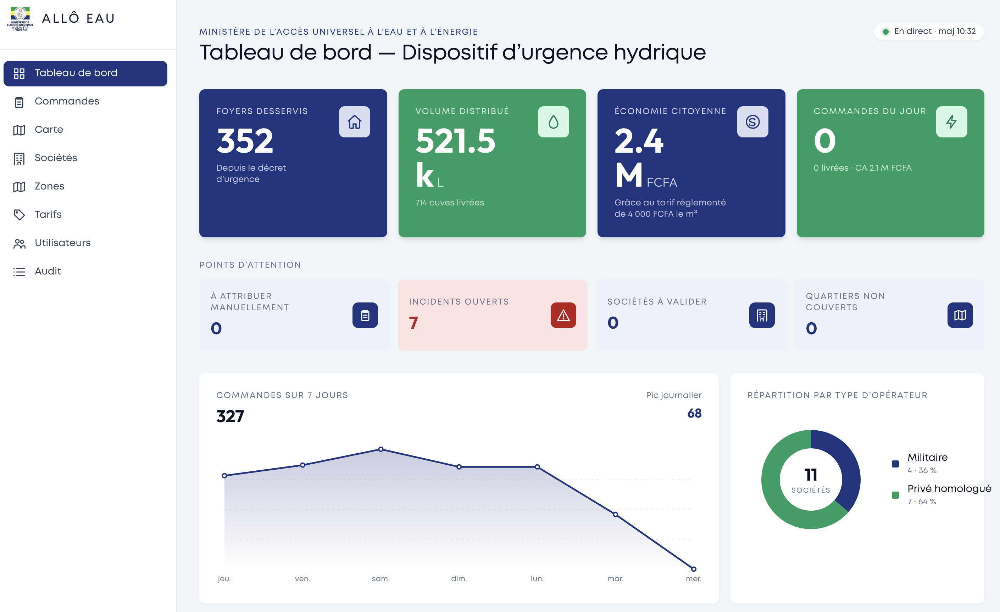 MINISTÈRE DE
L'ACCÈS UNIVERSEL
À L'EAU ET À
L'ÉNERGIE
ALLÔ EAU
Tableau de bord
Commandes
Carte
Sociétés
Zones
Tarifs
Utilisateurs
Audit
MINISTÈRE DE L’ACCÈS UNIVERSEL À L’EAU ET À L’ÉNERGIE
En direct · maj 10:32
Tableau de bord — Dispositif d’urgence hydrique
FOYERS DESSERVIS
352
Depuis le décret
d’urgence
VOLUME DISTRIBUÉ
521.5
k L
714 cuves livrées
ÉCONOMIE CITOYENNE
2.4
M FCFA
Grâce au tarif réglementé
de 4 000 FCFA le m³
COMMANDES DU JOUR
0
0 livrées · CA 2.1 M FCFA
POINTS D’ATTENTION
À ATTRIBUER
MANUELLEMENT
0
INCIDENTS OUVERTS
7
SOCIÉTÉS À VALIDER
0
QUARTIERS NON
COUVERTS
0
COMMANDES SUR 7 JOURS
327
Pic journalier
68
jeu.
ven.
sam.
dim.
lun.
mar.
mer.
RÉPARTITION PAR TYPE D’OPÉRATEUR
11
SOCIÉTÉS
Militaire
4 · 36 %
Privé homologué
7 · 64 %